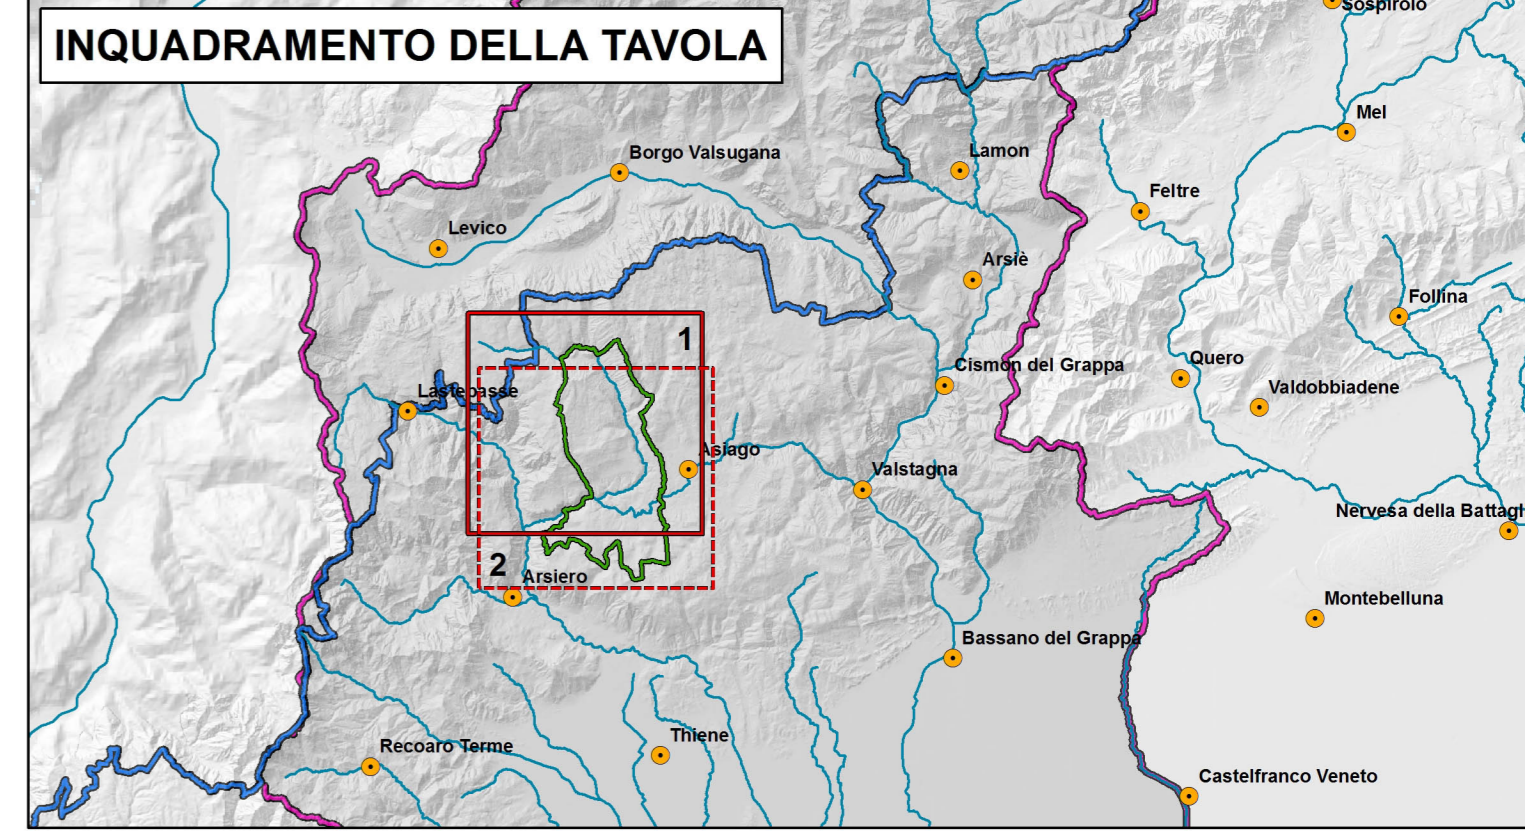 Sospirolo
INQUADRAMENTO DELLA TAVOLA
Mel
Borgo Valsugana
Lamon
Feltre
Levico
Arsiè
Follina
1
Quero
Cismon del Grappa
Lastebasse
Valdobbiadene
Asiago
Valstagna
Nervesa della Battagl
2
Arsiero
Montebelluna
Bassano del Grappa
Thiene
Recoaro Terme
Castelfranco Veneto